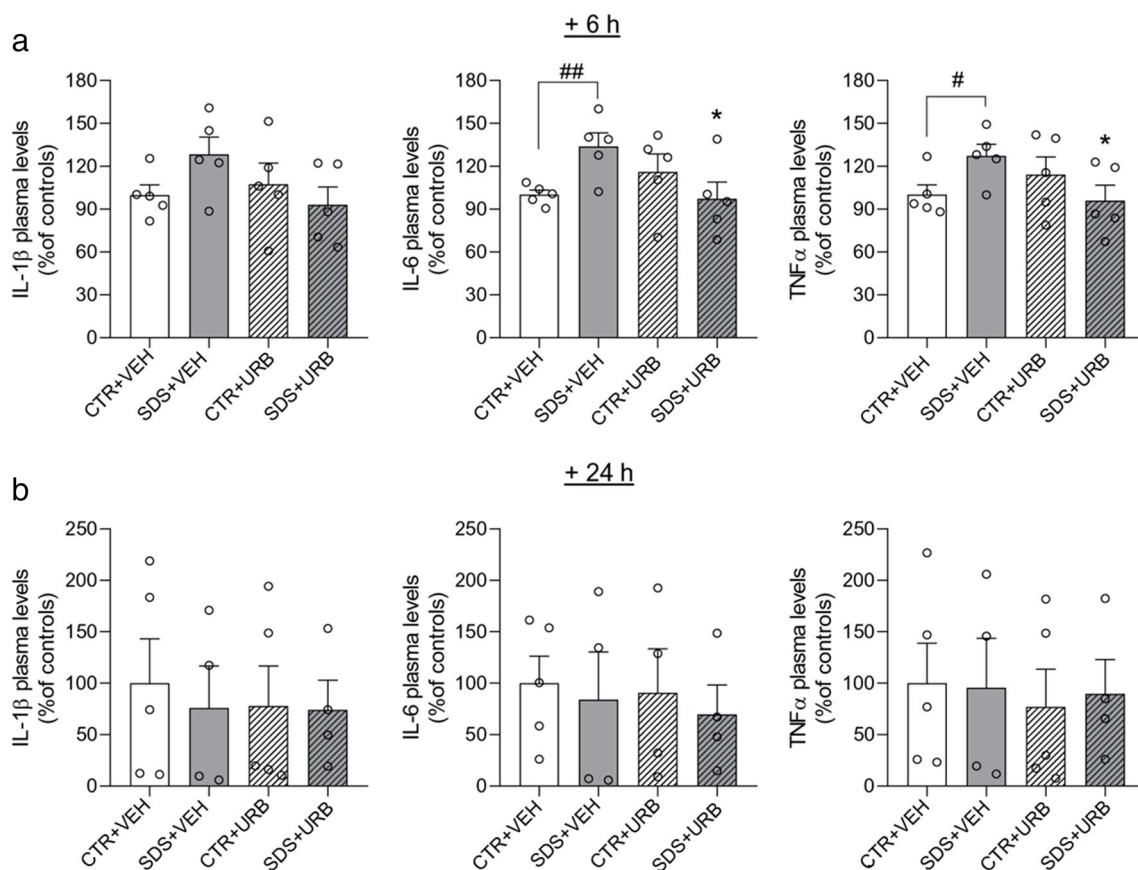 a
+ 6 h
IL-1β plasma levels
(%of controls)
180
150
120
90
60
30
0
CTR+VEH
SDS+VEH
CTR+URB
SDS+URB
IL-6 plasma levels
(%of controls)
180
150
120
90
60
30
0
##
*
CTR+VEH
SDS+VEH
CTR+URB
SDS+URB
TNFα plasma levels
(%of controls)
180
150
120
90
60
30
0
#
*
CTR+VEH
SDS+VEH
CTR+URB
SDS+URB
b
+ 24 h
IL-1β plasma levels
(%of controls)
250
200
150
100
50
0
CTR+VEH
SDS+VEH
CTR+URB
SDS+URB
IL-6 plasma levels
(%of controls)
250
200
150
100
50
0
CTR+VEH
SDS+VEH
CTR+URB
SDS+URB
TNFα plasma levels
(%of controls)
250
200
150
100
50
0
CTR+VEH
SDS+VEH
CTR+URB
SDS+URB